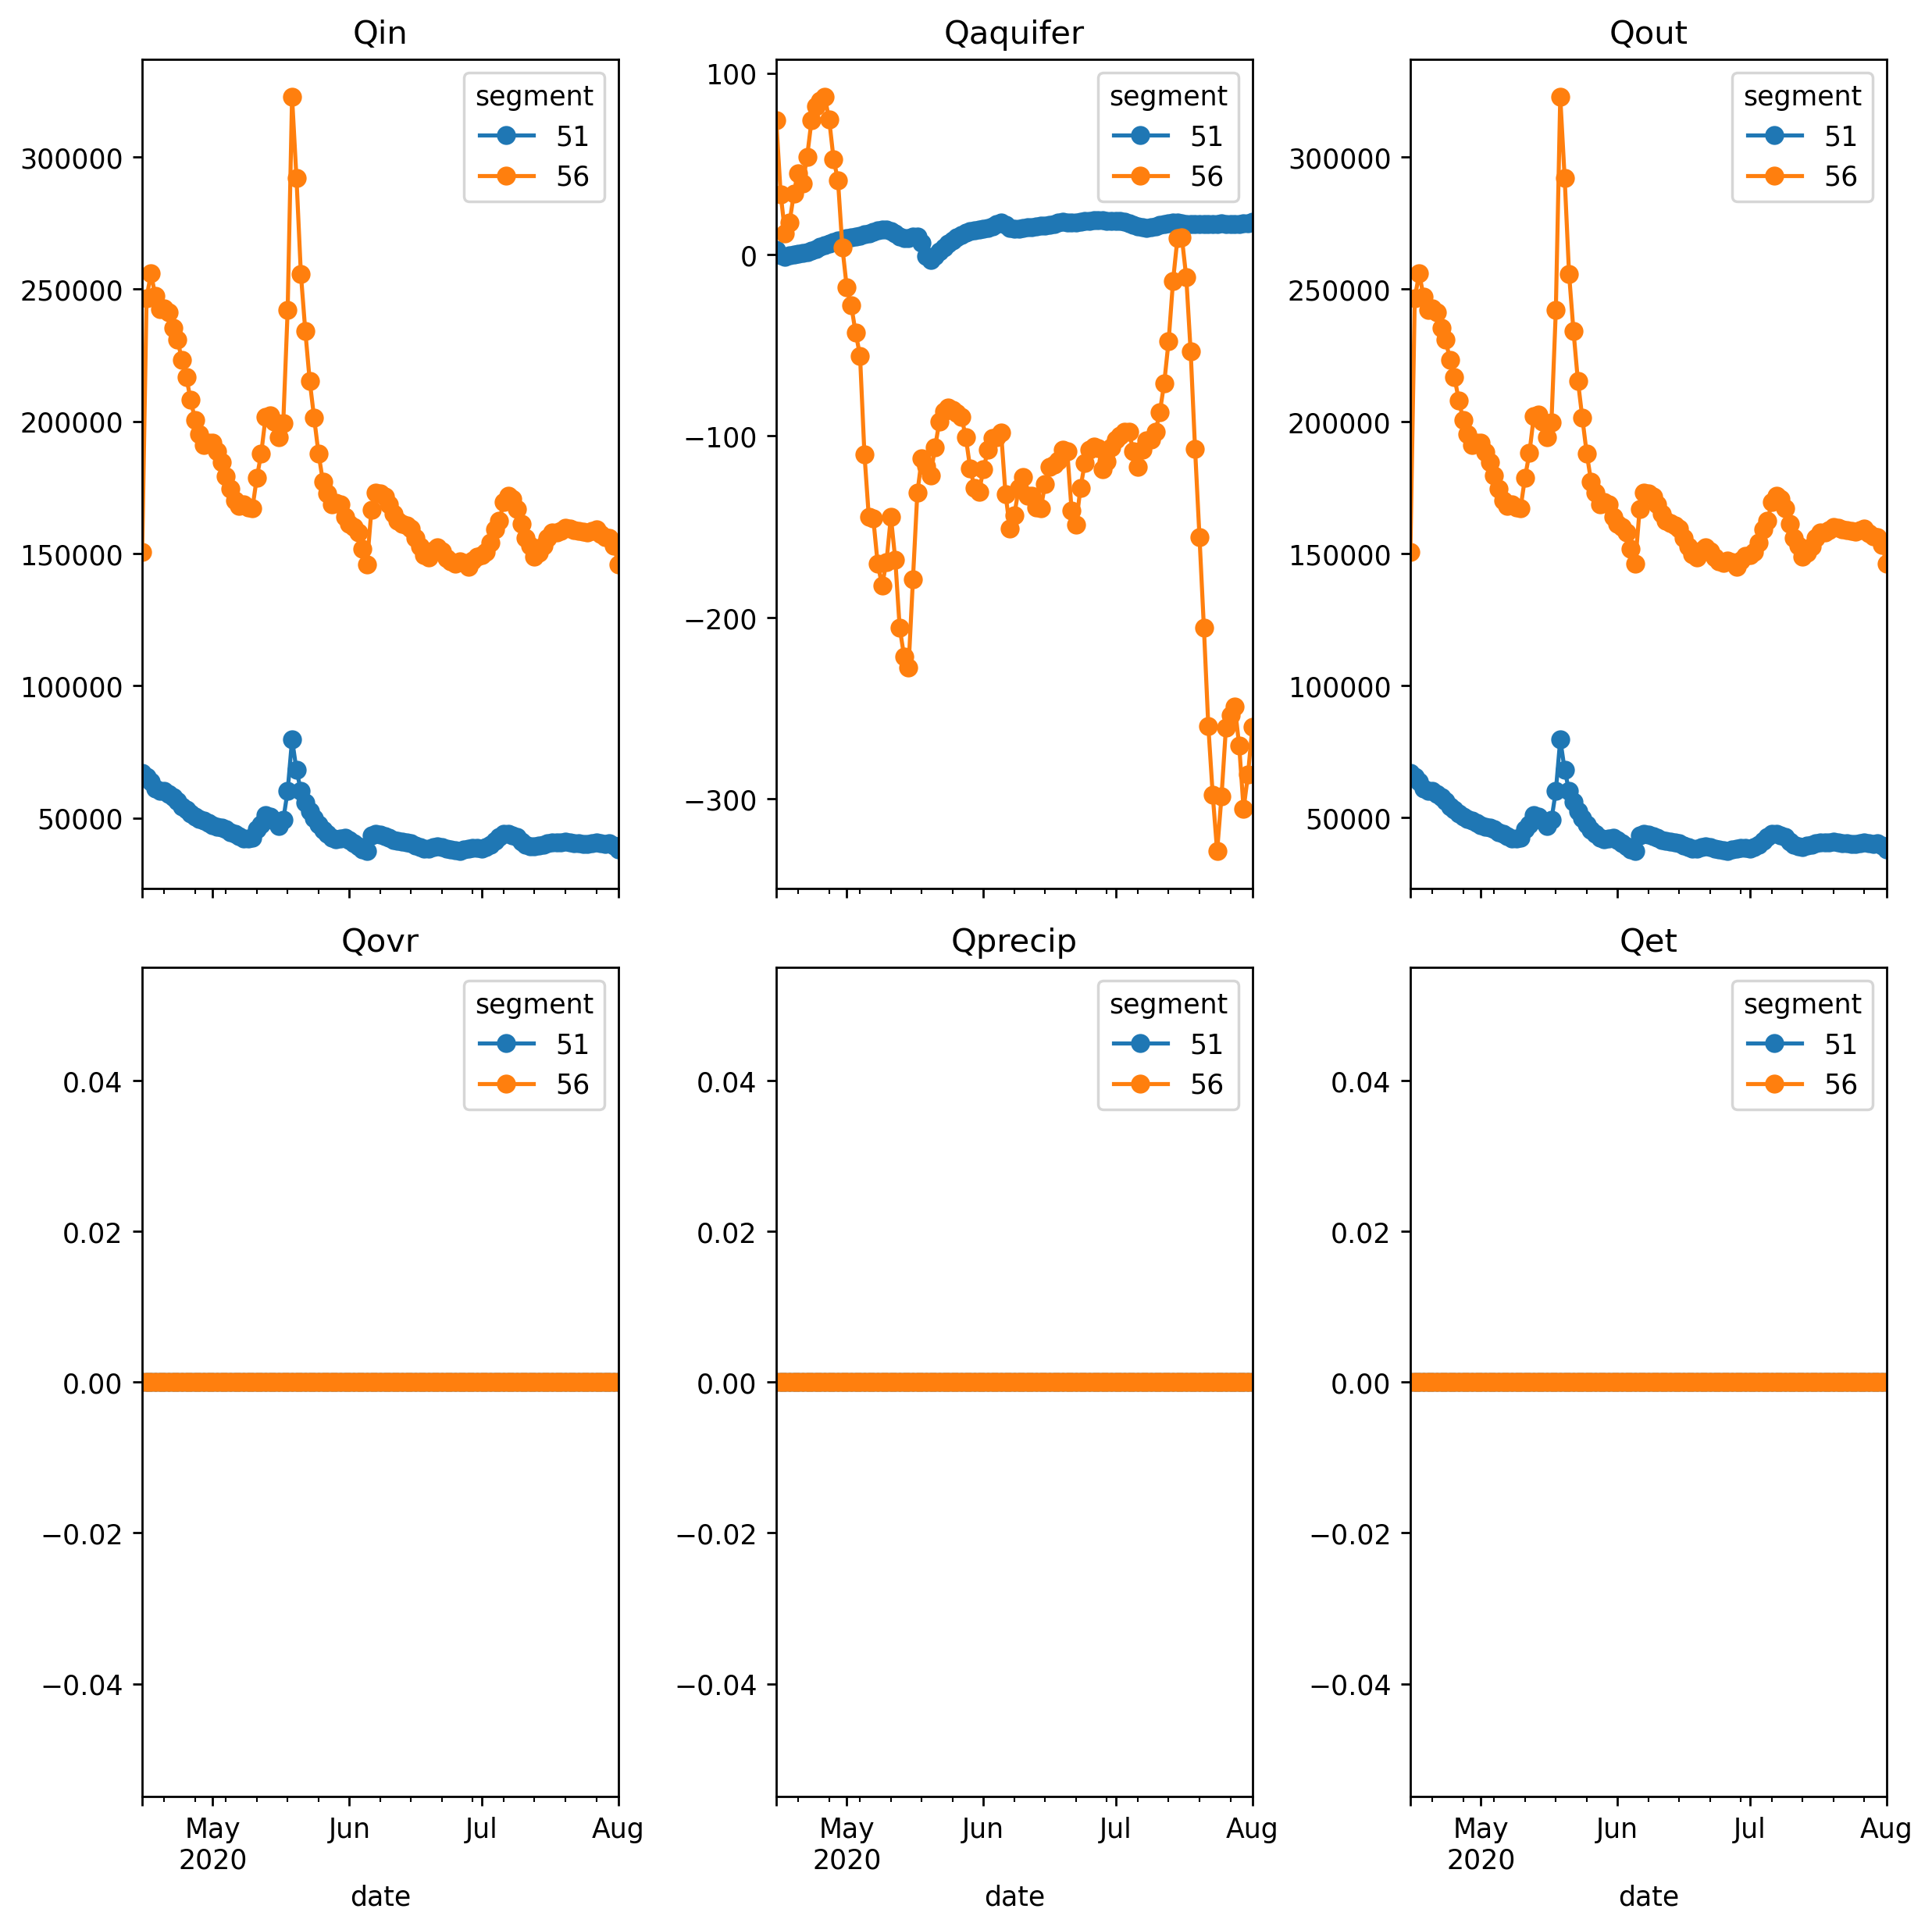 Qin
segment
51
56
300000
250000
200000
150000
100000
50000
Qaquifer
segment
51
56
100
0
−100
−200
−300
Qout
segment
51
56
300000
250000
200000
150000
100000
50000
Qovr
segment
51
56
0.04
0.02
0.00
−0.02
−0.04
May
2020
Jun
Jul
Aug
date
Qprecip
segment
51
56
0.04
0.02
0.00
−0.02
−0.04
May
2020
Jun
Jul
Aug
date
Qet
segment
51
56
0.04
0.02
0.00
−0.02
−0.04
May
2020
Jun
Jul
Aug
date